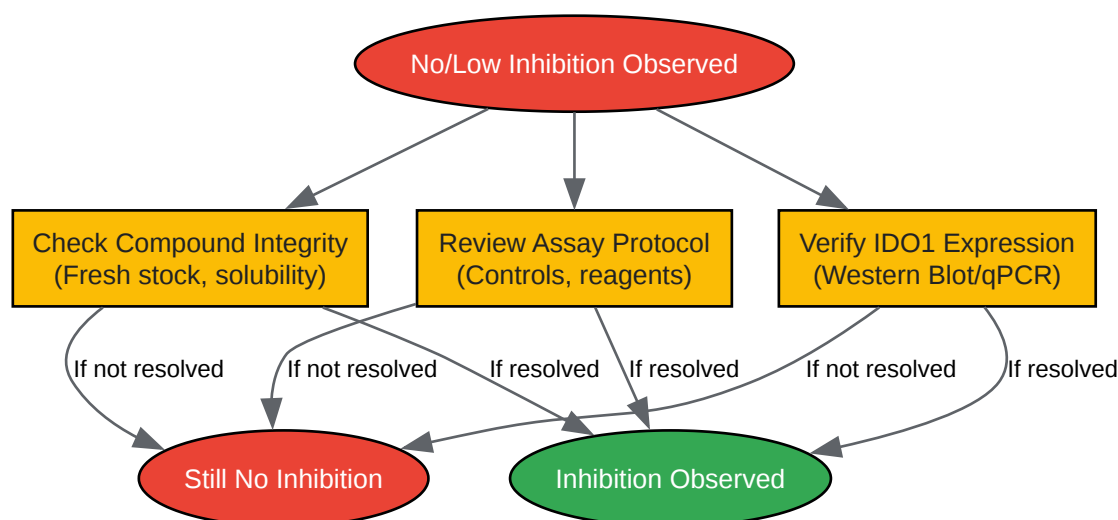 No/Low Inhibition Observed
Check Compound Integrity
(Fresh stock, solubility)
Review Assay Protocol
(Controls, reagents)
Verify IDO1 Expression
(Western Blot/qPCR)
If not resolved
If not resolved
If resolved
If resolved
If not resolved
If resolved
Still No Inhibition
Inhibition Observed